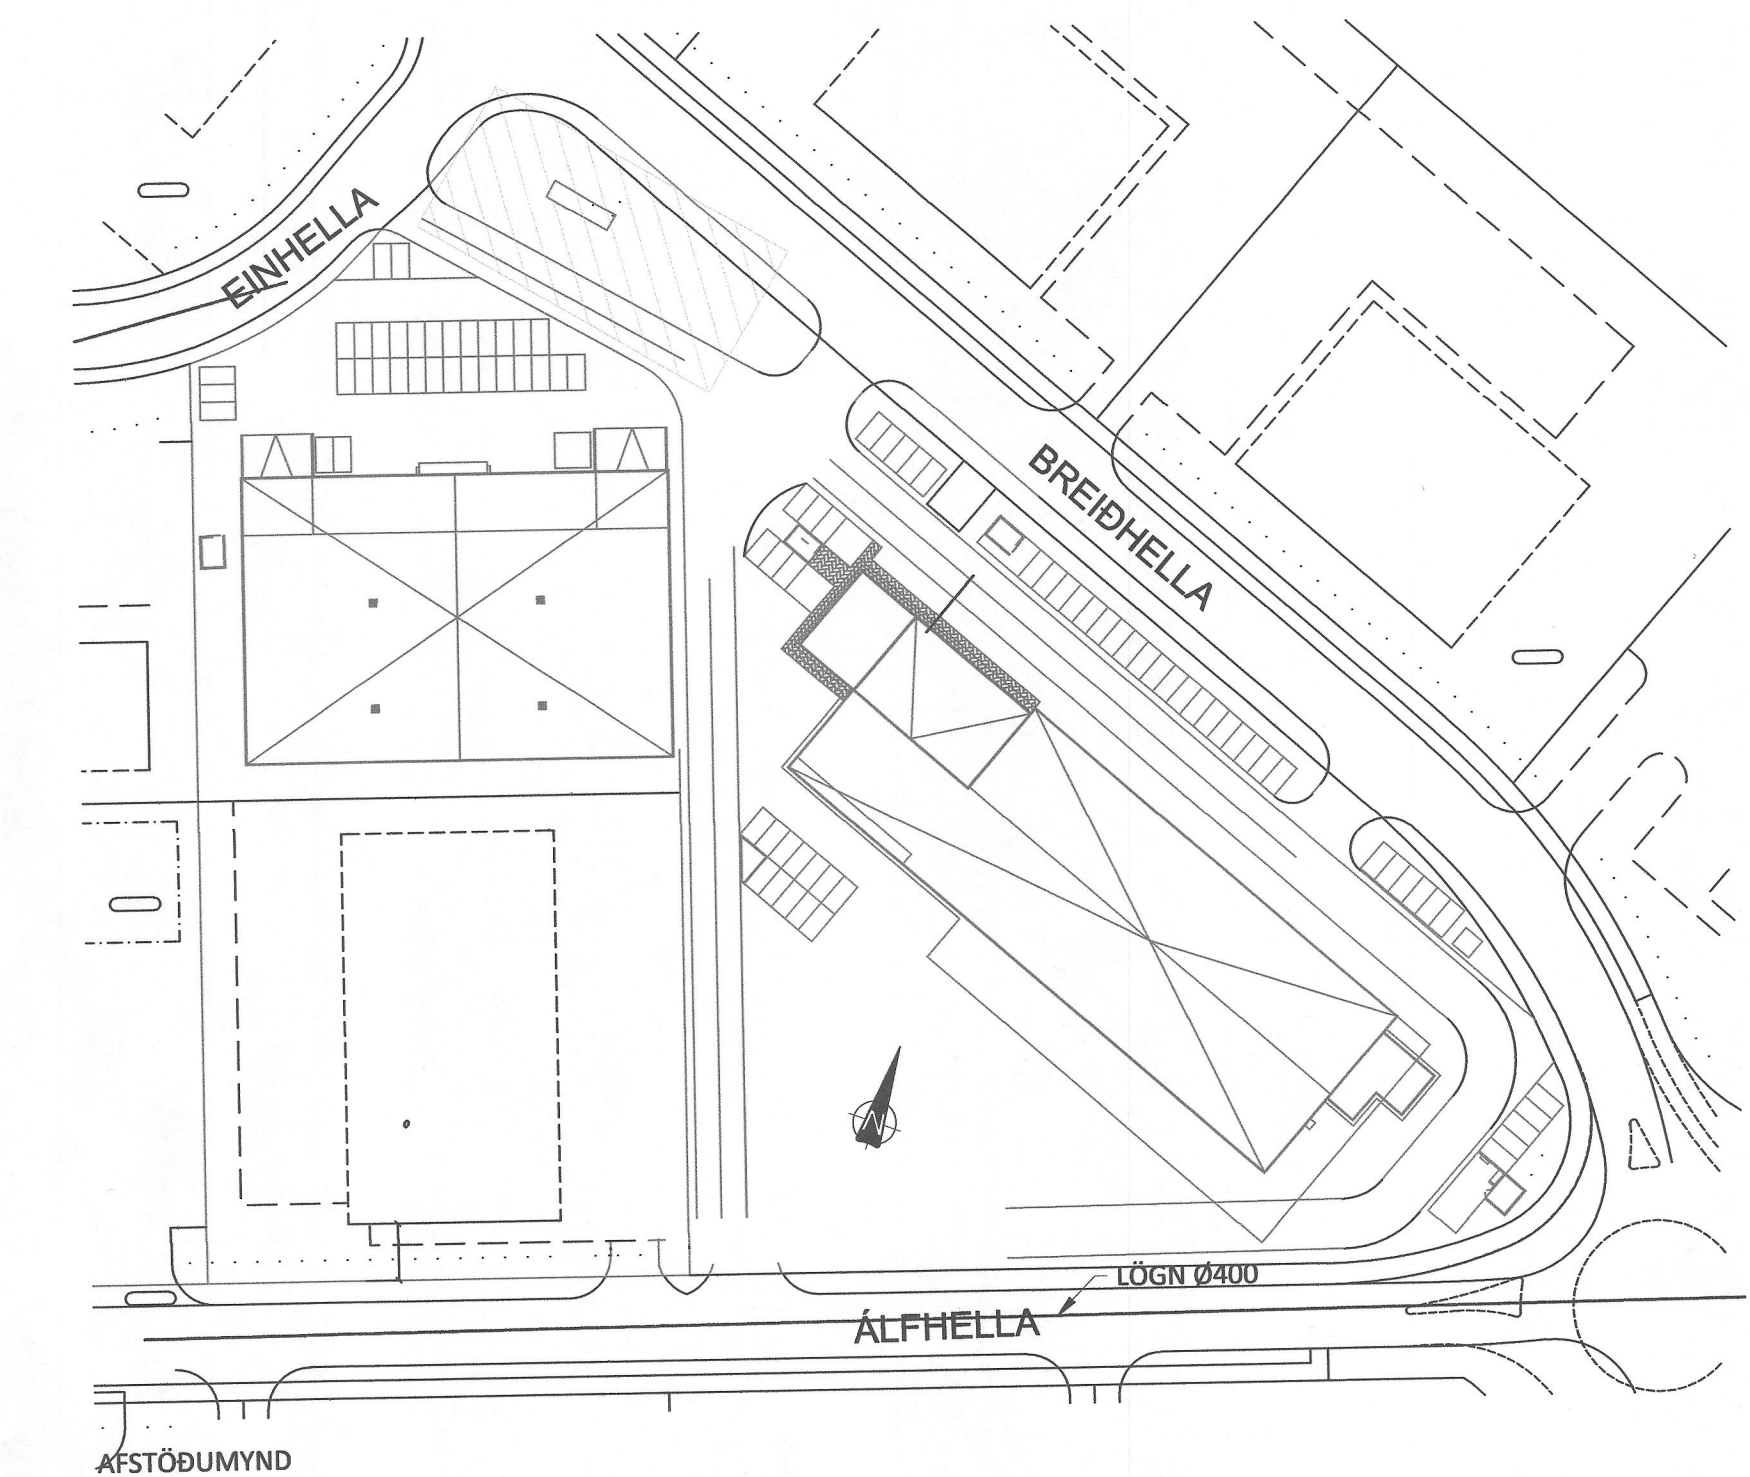 EINHELLA
BREIÐHELLA
N
LÖGN Ø400
ÁLFHELLA
AFSTÖÐUMYND